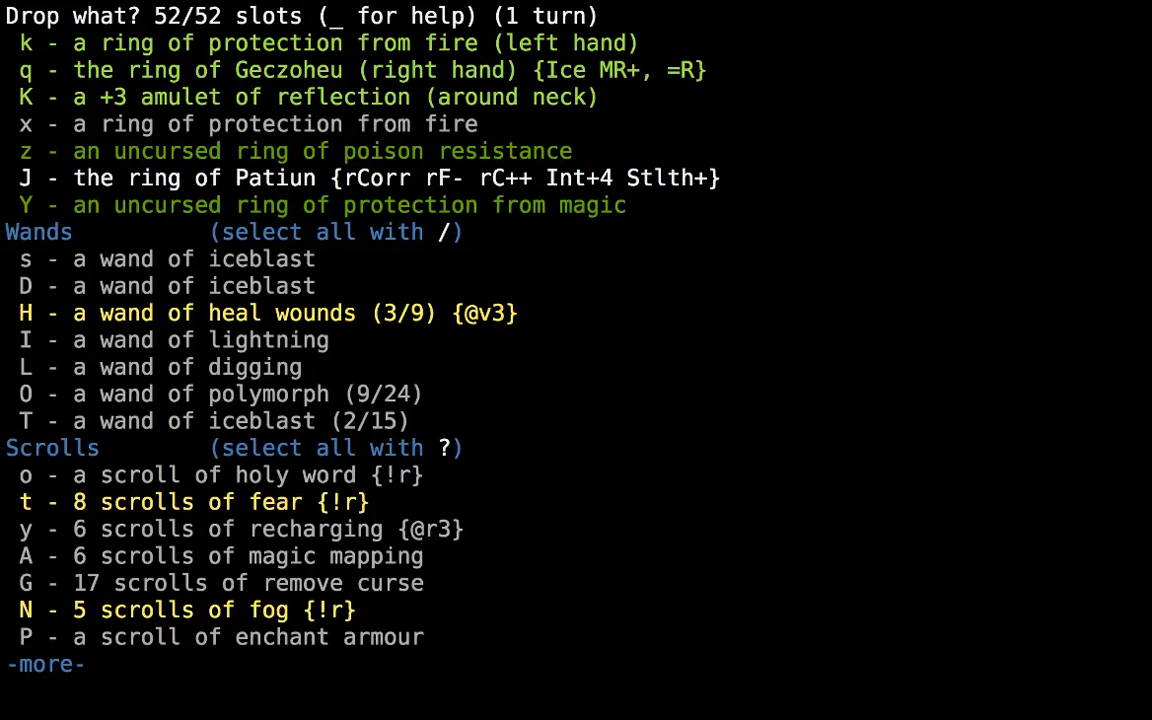 Drop what? 52/52 slots (_ for help) (1 turn)
k - a ring of protection from fire (left hand)
q - the ring of Geczoheu (right hand) {Ice MR+, =R}
K - a +3 amulet of reflection (around neck)
x - a ring of protection from fire
z - an uncursed ring of poison resistance
J - the ring of Patiun {rCorr rF- rC++ Int+4 Stlth+}
Y - an uncursed ring of protection from magic
Wands (select all with /)
s - a wand of iceblast
D - a wand of iceblast
H - a wand of heal wounds (3/9) {@v3}
I - a wand of lightning
L - a wand of digging
O - a wand of polymorph (9/24)
T - a wand of iceblast (2/15)
Scrolls (select all with ?)
o - a scroll of holy word {!r}
t - 8 scrolls of fear {!r}
y - 6 scrolls of recharging {@r3}
A - 6 scrolls of magic mapping
G - 17 scrolls of remove curse
N - 5 scrolls of fog {!r}
P - a scroll of enchant armour
-more-